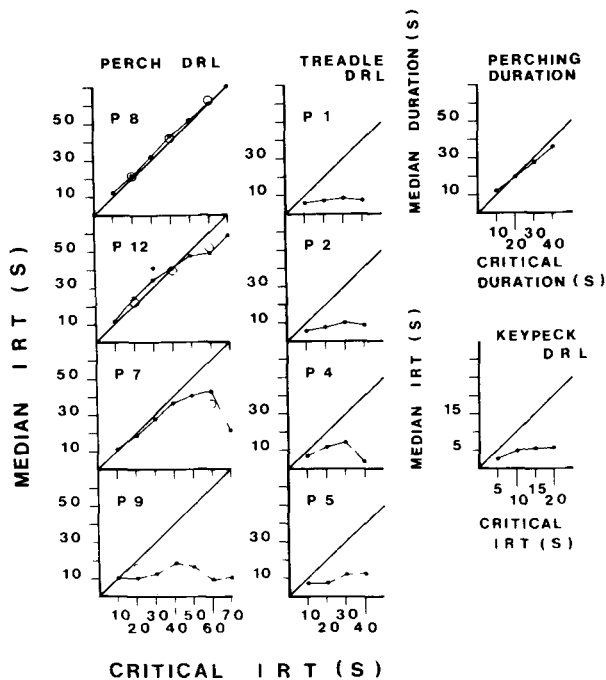 PERCH DRL
50
30
10
P 8
50
30
10
P 12
50
30
10
P 7
50
30
10
P 9
10
20
30
40
50
60
70
MEDIAN IRT (S)
TREADLE
DRL
30
10
P 1
30
10
P 2
30
10
P 4
30
10
P 5
10
20
30
40
CRITICAL IRT (S)
PERCHING
DURATION
MEDIAN DURATION (S)
50
30
10
10
20
30
40
CRITICAL
DURATION (S)
KEYPECK
DRL
MEDIAN IRT (S)
15
5
5
10
15
20
CRITICAL
IRT (S)